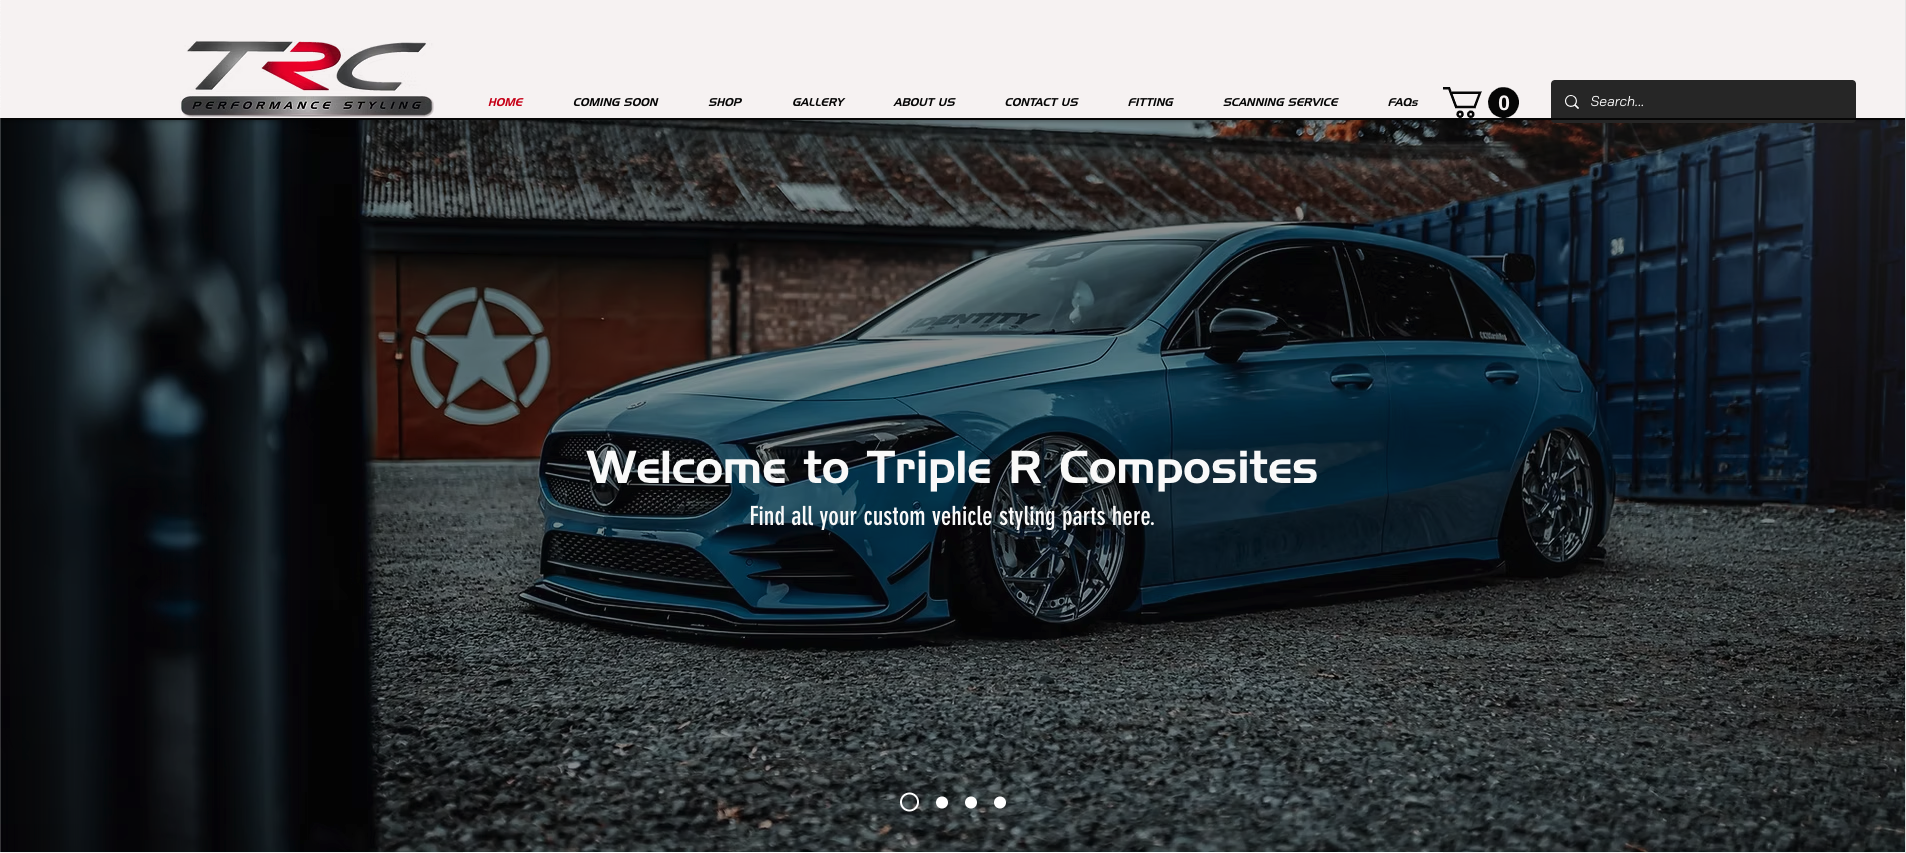 TRC
PERFORMANCE STYLING
HOME
COMING SOON
SHOP
GALLERY
ABOUT US
CONTACT US
FITTING
SCANNING SERVICE
FAQs
0
Search...
IDENTITY
Welcome to Triple R Composites
Find all your custom vehicle styling parts here.